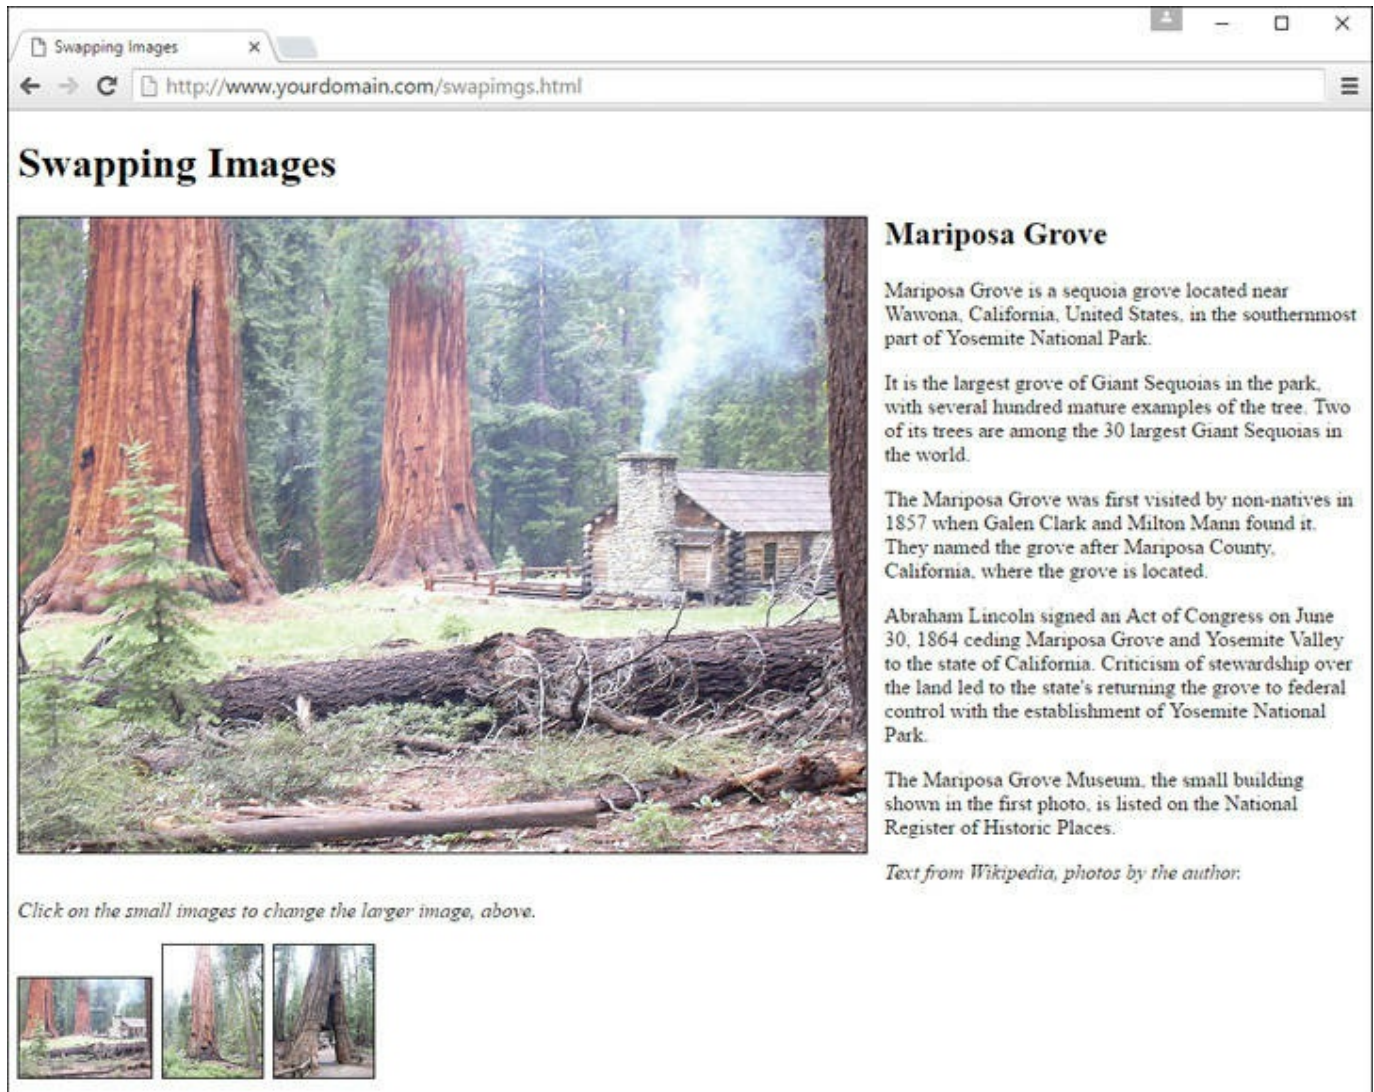 Swapping Images
http://www.yourdomain.com/swapimgs.html
Swapping Images
Mariposa Grove
Mariposa Grove is a sequoia grove located near
Wawona, California, United States, in the southernmost
part of Yosemite National Park.
It is the largest grove of Giant Sequoias in the park,
with several hundred mature examples of the tree. Two
of its trees are among the 30 largest Giant Sequoias in
the world.
The Mariposa Grove was first visited by non-natives in
1857 when Galen Clark and Milton Mann found it.
They named the grove after Mariposa County,
California, where the grove is located.
Abraham Lincoln signed an Act of Congress on June
30, 1864 ceding Mariposa Grove and Yosemite Valley
to the state of California. Criticism of stewardship over
the land led to the state's returning the grove to federal
control with the establishment of Yosemite National
Park.
The Mariposa Grove Museum, the small building
shown in the first photo, is listed on the National
Register of Historic Places.
Text from Wikipedia, photos by the author.
Click on the small images to change the larger image, above.